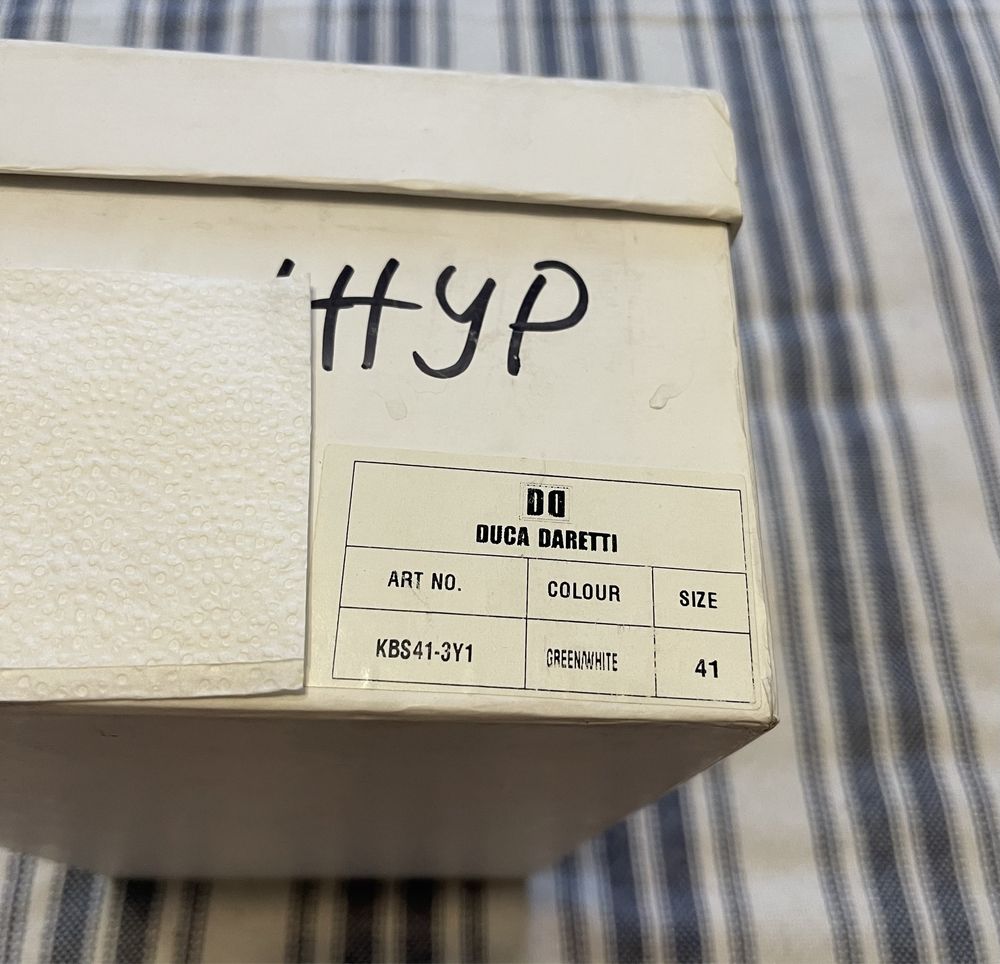 HYP
DD
DUCA DARETTI
ART NO. COLOUR SIZE
KBS41-3Y1 GREEN/WHITE 41